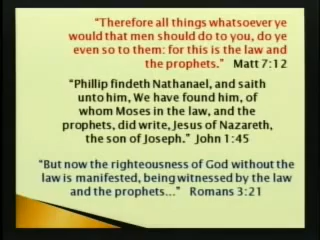 “Therefore all things whatsoever ye
would that men should do to you, do ye
even so to them: for this is the law and
the prophets.” Matt 7:12
“Phillip findeth Nathanael, and saith
unto him, We have found him, of
whom Moses in the law, and the
prophets, did write, Jesus of Nazareth,
the son of Joseph.” John 1:45
“But now the righteousness of God without the
law is manifested, being witnessed by the law
and the prophets...” Romans 3:21